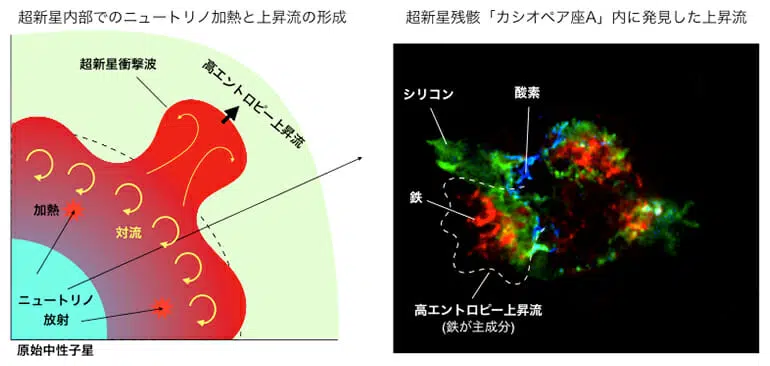 超新星内部でのニュートリノ加熱と上昇流の形成
超新星衝撃波
高エントロピー上昇流
加熱
対流
ニュートリノ
放射
原始中性子星
超新星残骸「カシオペア座A」内に発見した上昇流
シリコン
酸素
鉄
高エントロピー上昇流
(鉄が主成分)